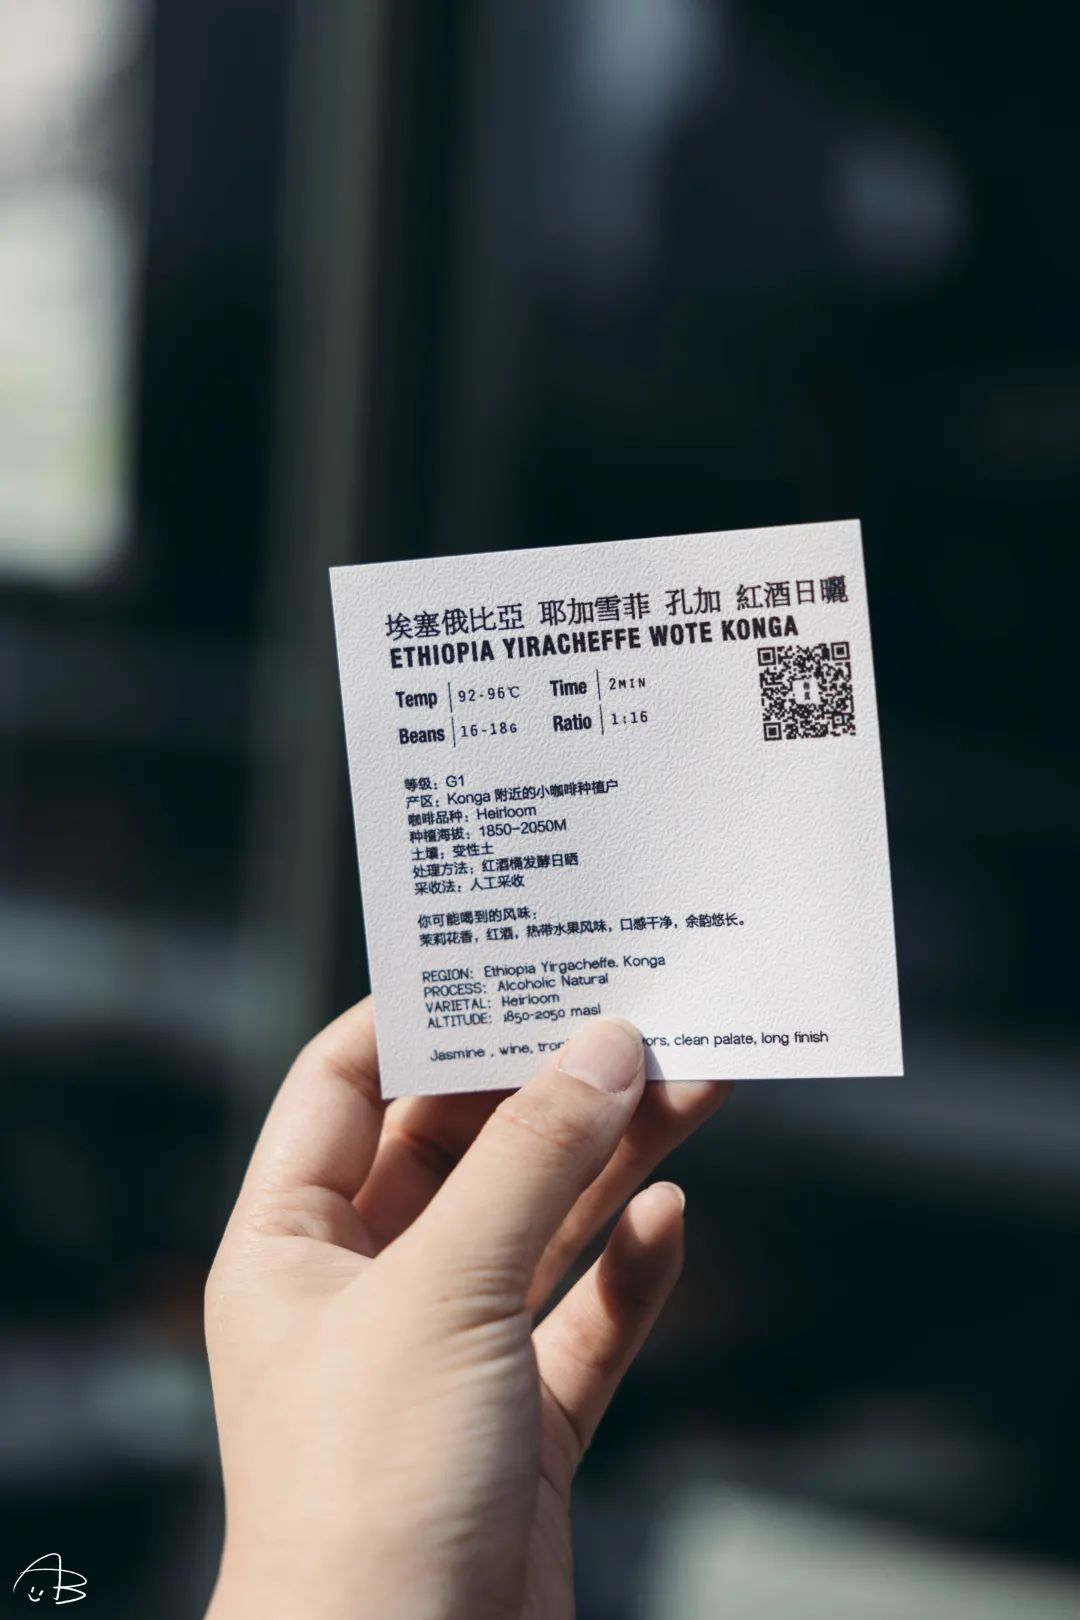 埃塞俄比亞 耶加雪菲 孔加 紅酒日曬
ETHIOPIA YIRACHEFFE WOTE KONGA
Temp | 92-96℃ Time | 2MIN
Beans | 16-18G Ratio | 1:16
等级：G1
产区：Konga 附近的小咖啡种植户
咖啡品种：Heirloom
种植海拔：1850-2050M
土壤：变性土
处理方法：红酒桶发酵日晒
采收法：人工采收
你可能喝到的风味：
茉莉花香，红酒，热带水果风味，口感干净，余韵悠长。
REGION: Ethiopia Yirgacheffe. Konga
PROCESS: Alcoholic Natural
VARIETAL: Heirloom
ALTITUDE: 1850-2050 masl
Jasmine , wine, clean palate, long finish
AB